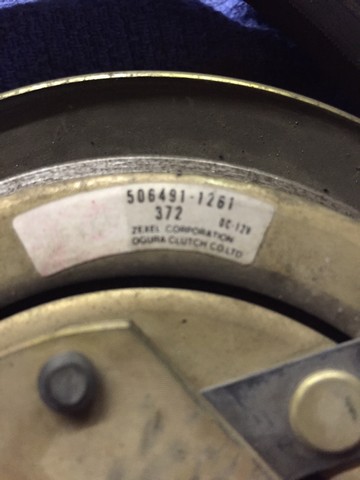 506491-1261
372 DC-12V
ZEXEL CORPORATION
OGURA CLUTCH CO.LTD